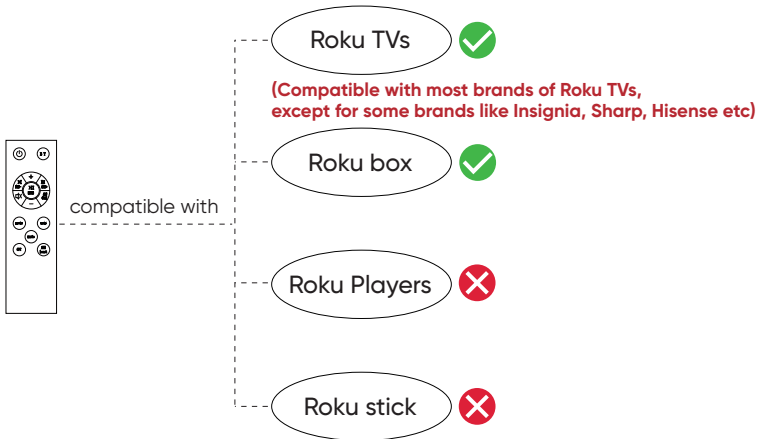 Roku TVs
(Compatible with most brands of Roku TVs,
except for some brands like Insignia, Sharp, Hisense etc)
Roku box
compatible with
Roku Players
Roku stick